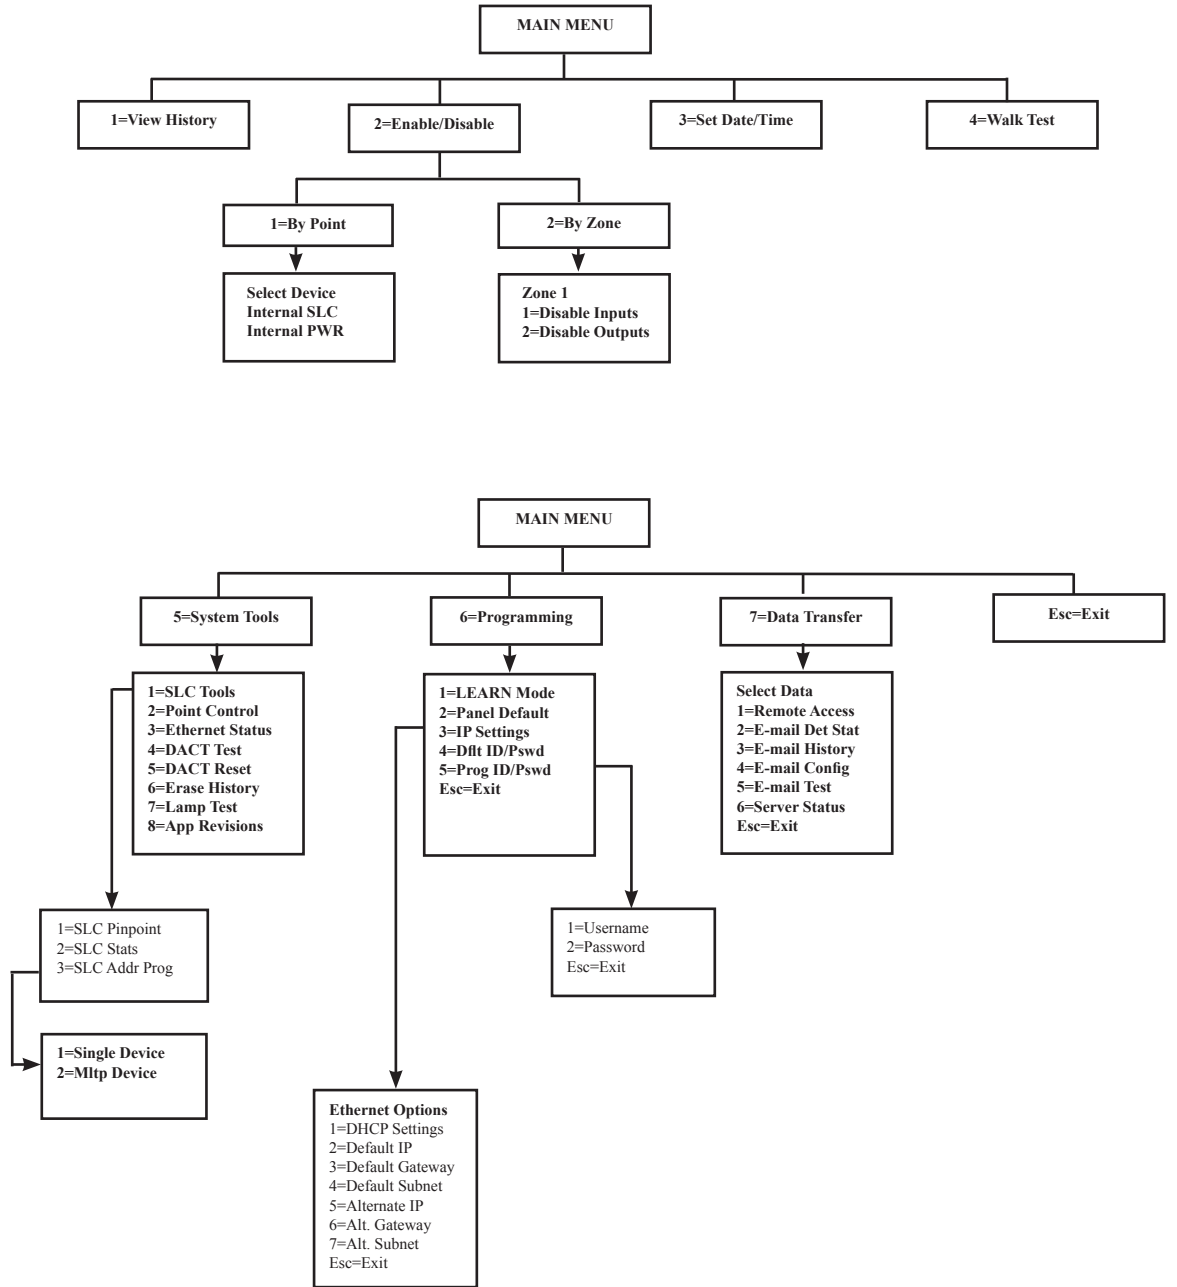 MAIN MENU
1=View History
2=Enable/Disable
3=Set Date/Time
4=Walk Test
1=By Point
2=By Zone
Select Device
Internal SLC
Internal PWR
Zone 1
1=Disable Inputs
2=Disable Outputs
MAIN MENU
5=System Tools
6=Programming
7=Data Transfer
Esc=Exit
1=SLC Tools
2=Point Control
3=Ethernet Status
4=DACT Test
5=DACT Reset
6=Erase History
7=Lamp Test
8=App Revisions
1=LEARN Mode
2=Panel Default
3=IP Settings
4=Dflt ID/Pswd
5=Prog ID/Pswd
Esc=Exit
Select Data
1=Remote Access
2=E-mail Det Stat
3=E-mail History
4=E-mail Config
5=E-mail Test
6=Server Status
Esc=Exit
1=SLC Pinpoint
2=SLC Stats
3=SLC Addr Prog
1=Username
2=Password
Esc=Exit
1=Single Device
2=Mltp Device
Ethernet Options
1=DHCP Settings
2=Default IP
3=Default Gateway
4=Default Subnet
5=Alternate IP
6=Alt. Gateway
7=Alt. Subnet
Esc=Exit